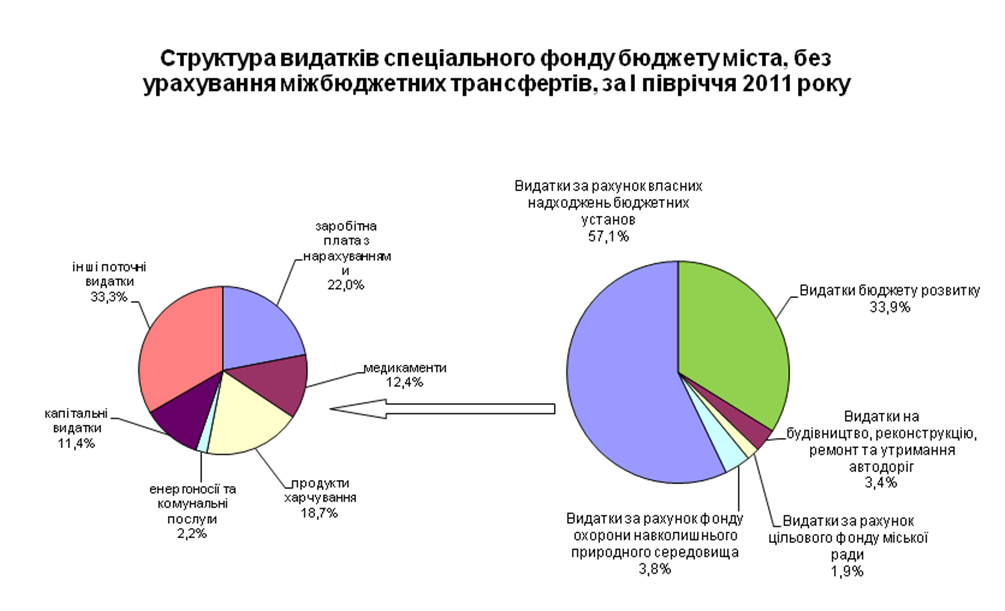 Структура видатків спеціального фонду бюджету міста, без
урахування міжбюджетних трансфертів, за І півріччя 2011 року
Видатки за рахунок власних
надходжень бюджетних
установ
57,1%
заробітна
плата з
нарахуванням
и
22,0%
інші поточні
видатки
33,3%
Видатки бюджету розвитку
33,9%
медикаменти
12,4%
капітальні
видатки
11,4%
Видатки на
будівництво, реконструкцію,
ремонт та утримання
автодоріг
3,4%
продукти
харчування
18,7%
енергоносії та
комунальні
послуги
2,2%
Видатки за рахунок фонду
охорони навколишнього
природного середовища
3,8%
Видатки за рахунок
цільового фонду міської
ради
1,9%